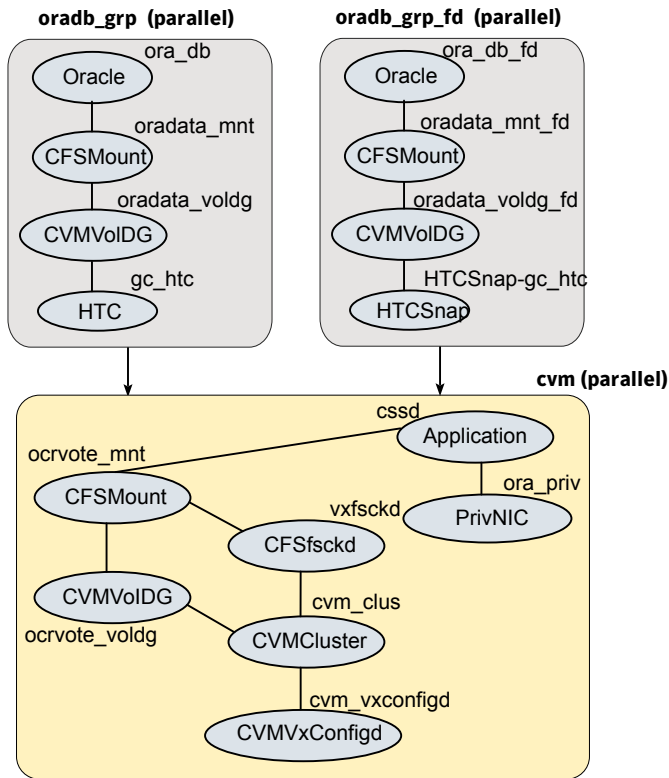 oradb_grp (parallel)
ora_db
Oracle
oradata_mnt
CFSMount
oradata_voldg
CVMVolDG
gc_htc
HTC
oradb_grp_fd (parallel)
ora_db_fd
Oracle
oradata_mnt_fd
CFSMount
oradata_voldg_fd
CVMVolDG
HTCSnap-gc_htc
HTCSnap
cvm (parallel)
cssd
Application
ocrvote_mnt
CFSMount
ora_priv
PrivNIC
vxfsckd
CFSfsckd
CVMVolDG
ocrvote_voldg
cvm_clus
CVMCluster
cvm_vxconfigd
CVMVxConfigd